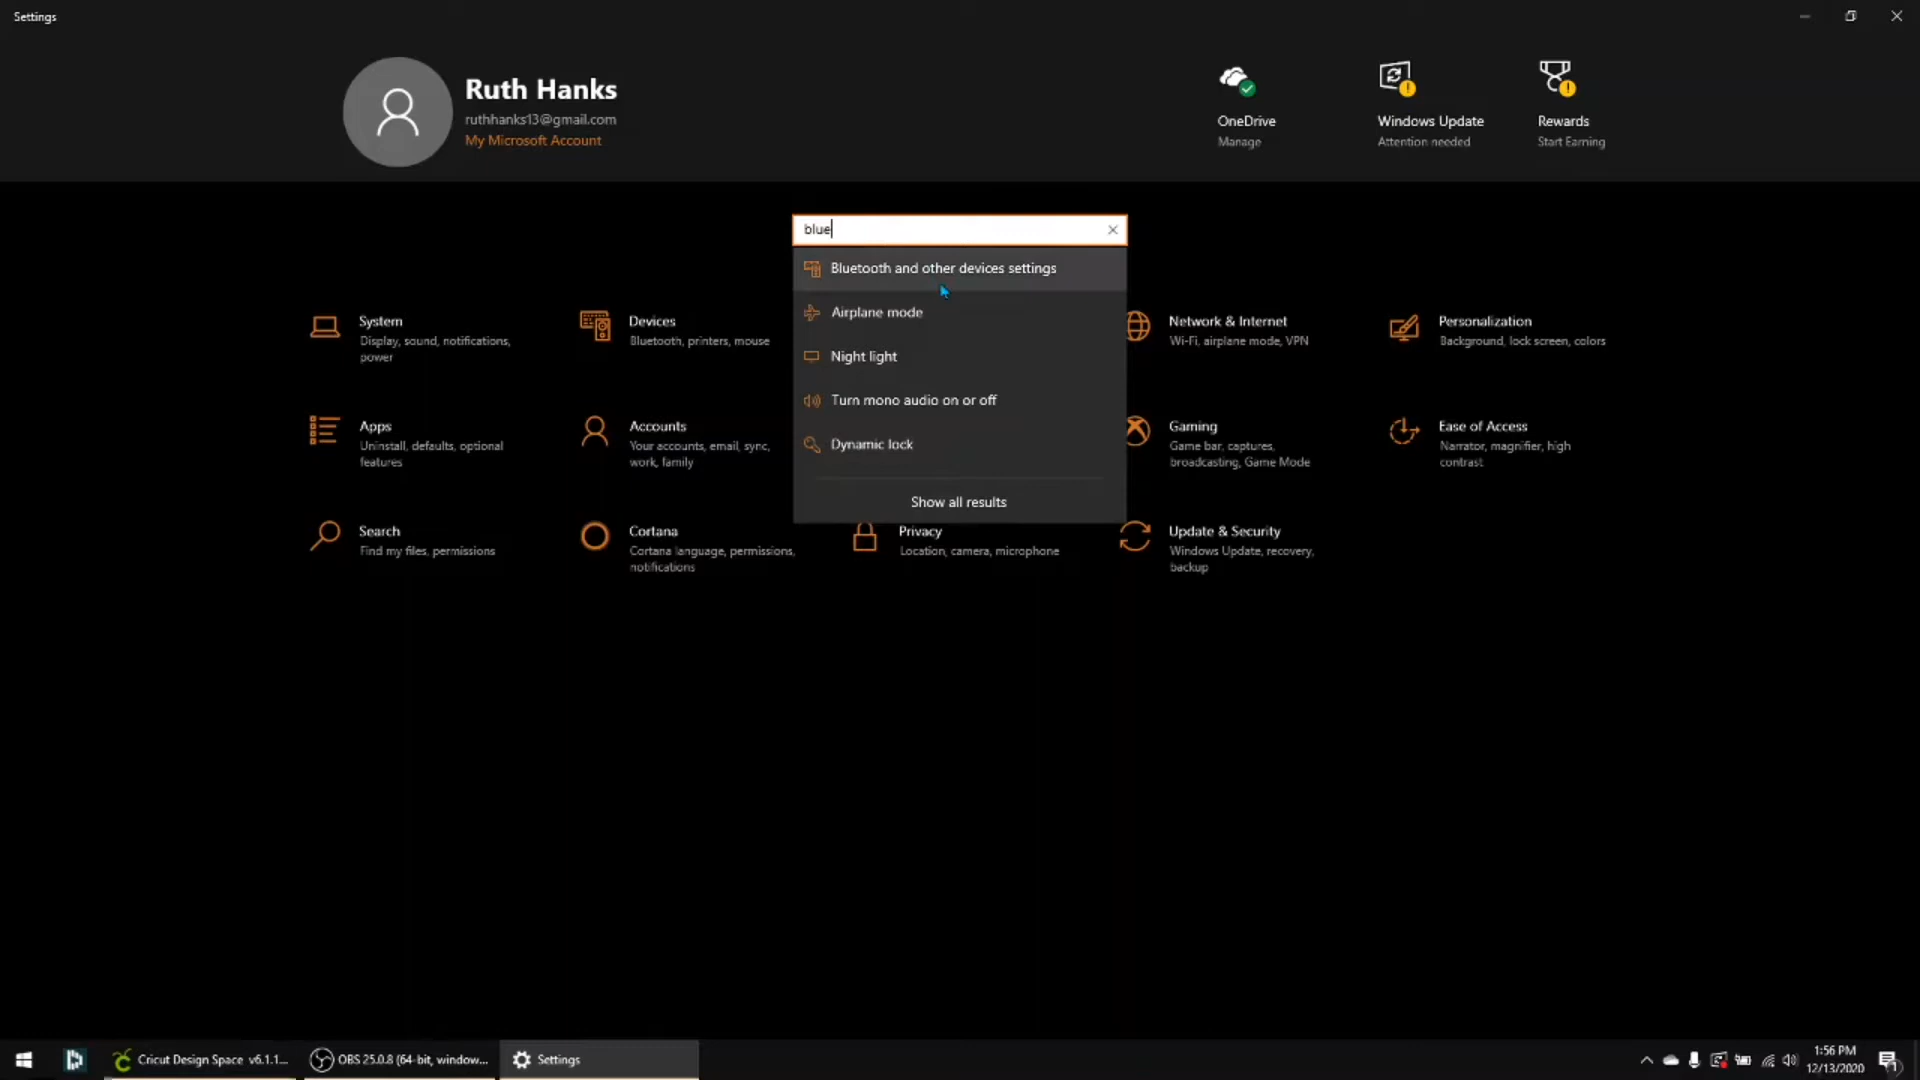 Settings
Ruth Hanks
ruthhanks13@gmail.com
My Microsoft Account
OneDrive
Manage
Windows Update
Attention needed
Rewards
Start Earning
blue
Bluetooth and other devices settings
Airplane mode
Night light
Turn mono audio on or off
Dynamic lock
Show all results
System
Display, sound, notifications,
power
Devices
Bluetooth, printers, mouse
Network & Internet
Wi-Fi, airplane mode, VPN
Personalization
Background, lock screen, colors
Apps
Uninstall, defaults, optional
features
Accounts
Your accounts, email, sync,
work, family
Gaming
Game bar, captures,
broadcasting, Game Mode
Ease of Access
Narrator, magnifier, high
contrast
Search
Find my files, permissions
Cortana
Cortana language, permissions,
notifications
Privacy
Location, camera, microphone
Update & Security
Windows Update, recovery,
backup
Cricut Design Space v6.1.1...
OBS 25.0.8 (64-bit, window...
Settings
1:56 PM
12/13/2020